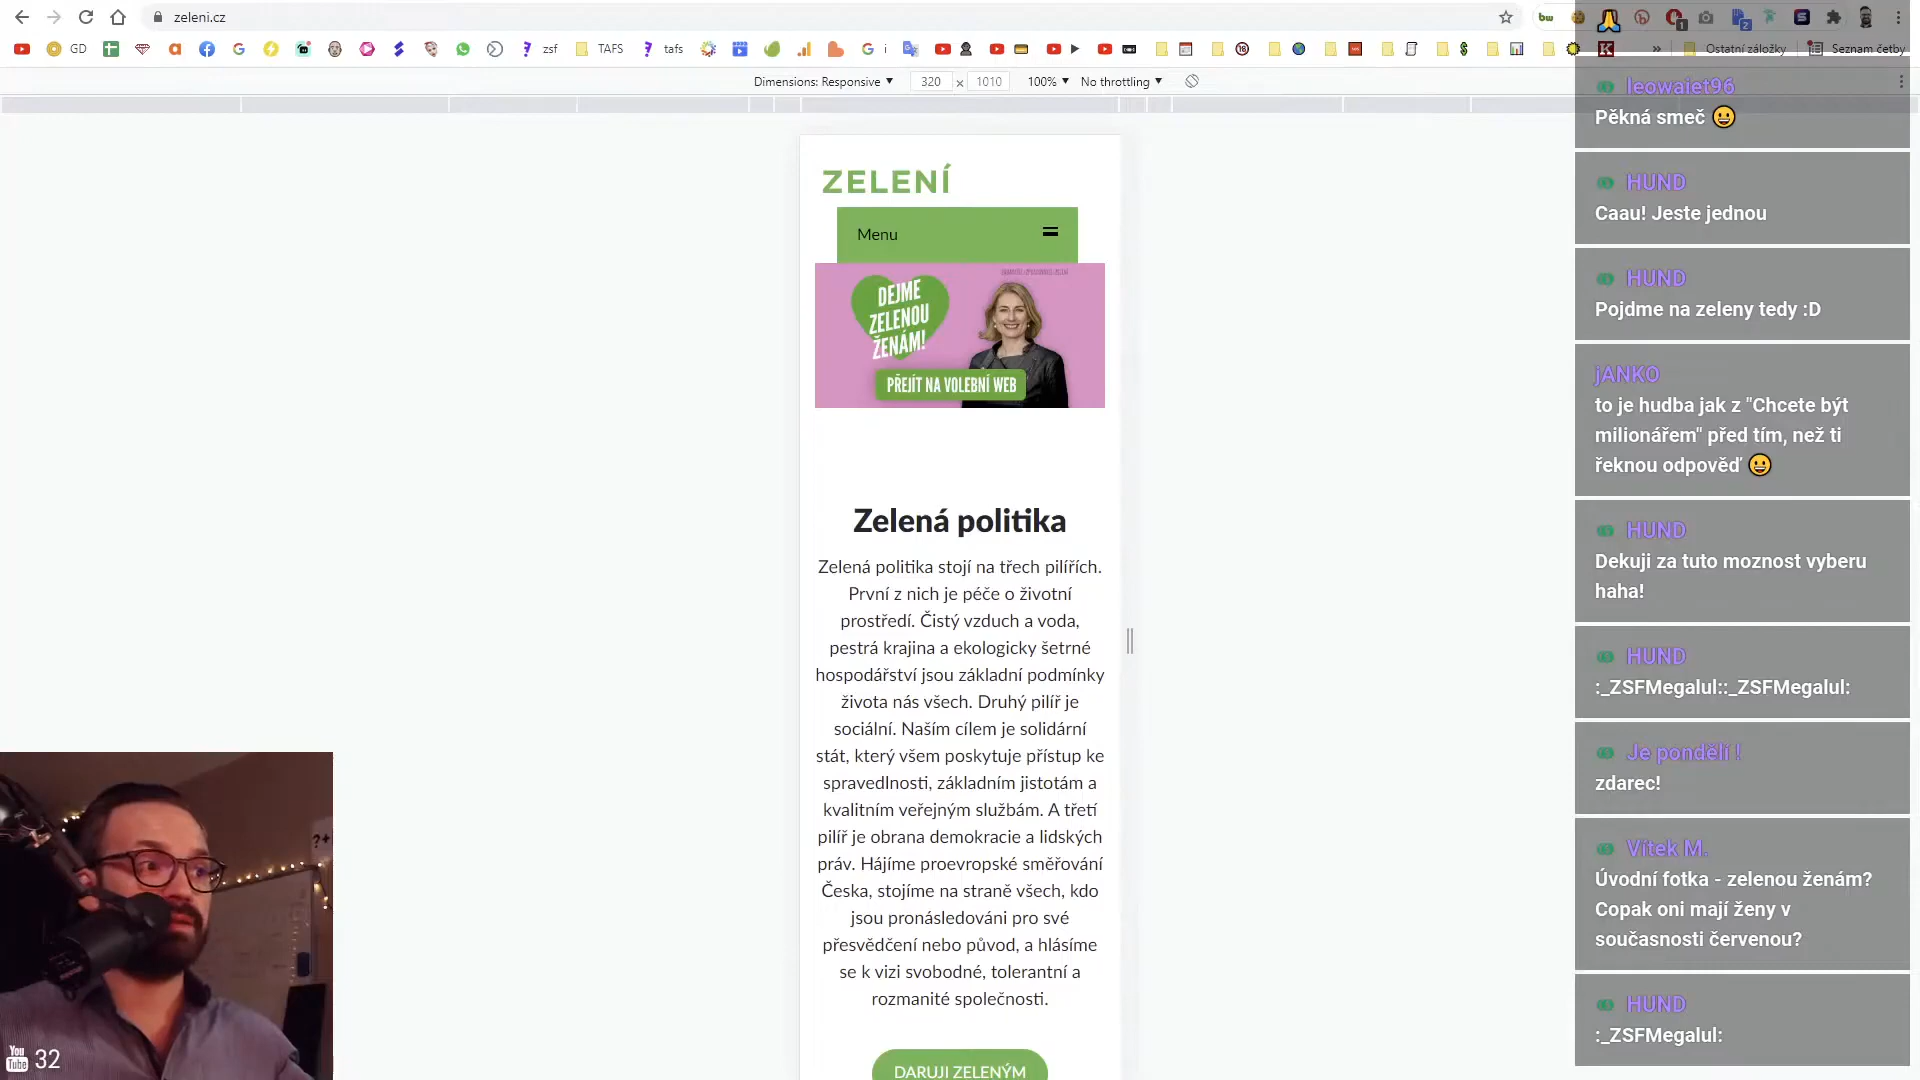 zeleni.cz
GD
zsf
TAFS
tafs
Ostatní záložky
Seznam četby
Dimensions: Responsive
320 x 1010
100%
No throttling
ZELENÍ
Menu
DEJME
ZELENOU
ŽENÁM!
PŘEJÍT NA VOLEBNÍ WEB
Zelená politika
Zelená politika stojí na třech pilířích.
První z nich je péče o životní
prostředí. Čistý vzduch a voda,
pestrá krajina a ekologicky šetrné
hospodářství jsou základní podmínky
života nás všech. Druhý pilíř je
sociální. Naším cílem je solidární
stát, který všem poskytuje přístup ke
spravedlnosti, základním jistotám a
kvalitním veřejným službám. A třetí
pilíř je obrana demokracie a lidských
práv. Hájíme proevropské směřování
Česka, stojíme na straně všech, kdo
jsou pronásledováni pro své
přesvědčení nebo původ, a hlásíme
se k vizi svobodné, tolerantní a
rozmanité společnosti.
DARUJI ZELENÝM
leowaiet96
Pěkná smeč
HUND
Caau! Jeste jednou
HUND
Pojdme na zeleny tedy :D
jANKO
to je hudba jak z "Chcete být
milionářem" před tím, než ti
řeknou odpověď
HUND
Dekuji za tuto moznost vyberu
haha!
HUND
:_ZSFMegalul::_ZSFMegalul:
Je pondělí !
zdarec!
Vítek M.
Úvodní fotka - zelenou ženám?
Copak oni mají ženy v
současnosti červenou?
HUND
:_ZSFMegalul:
You
Tube 32